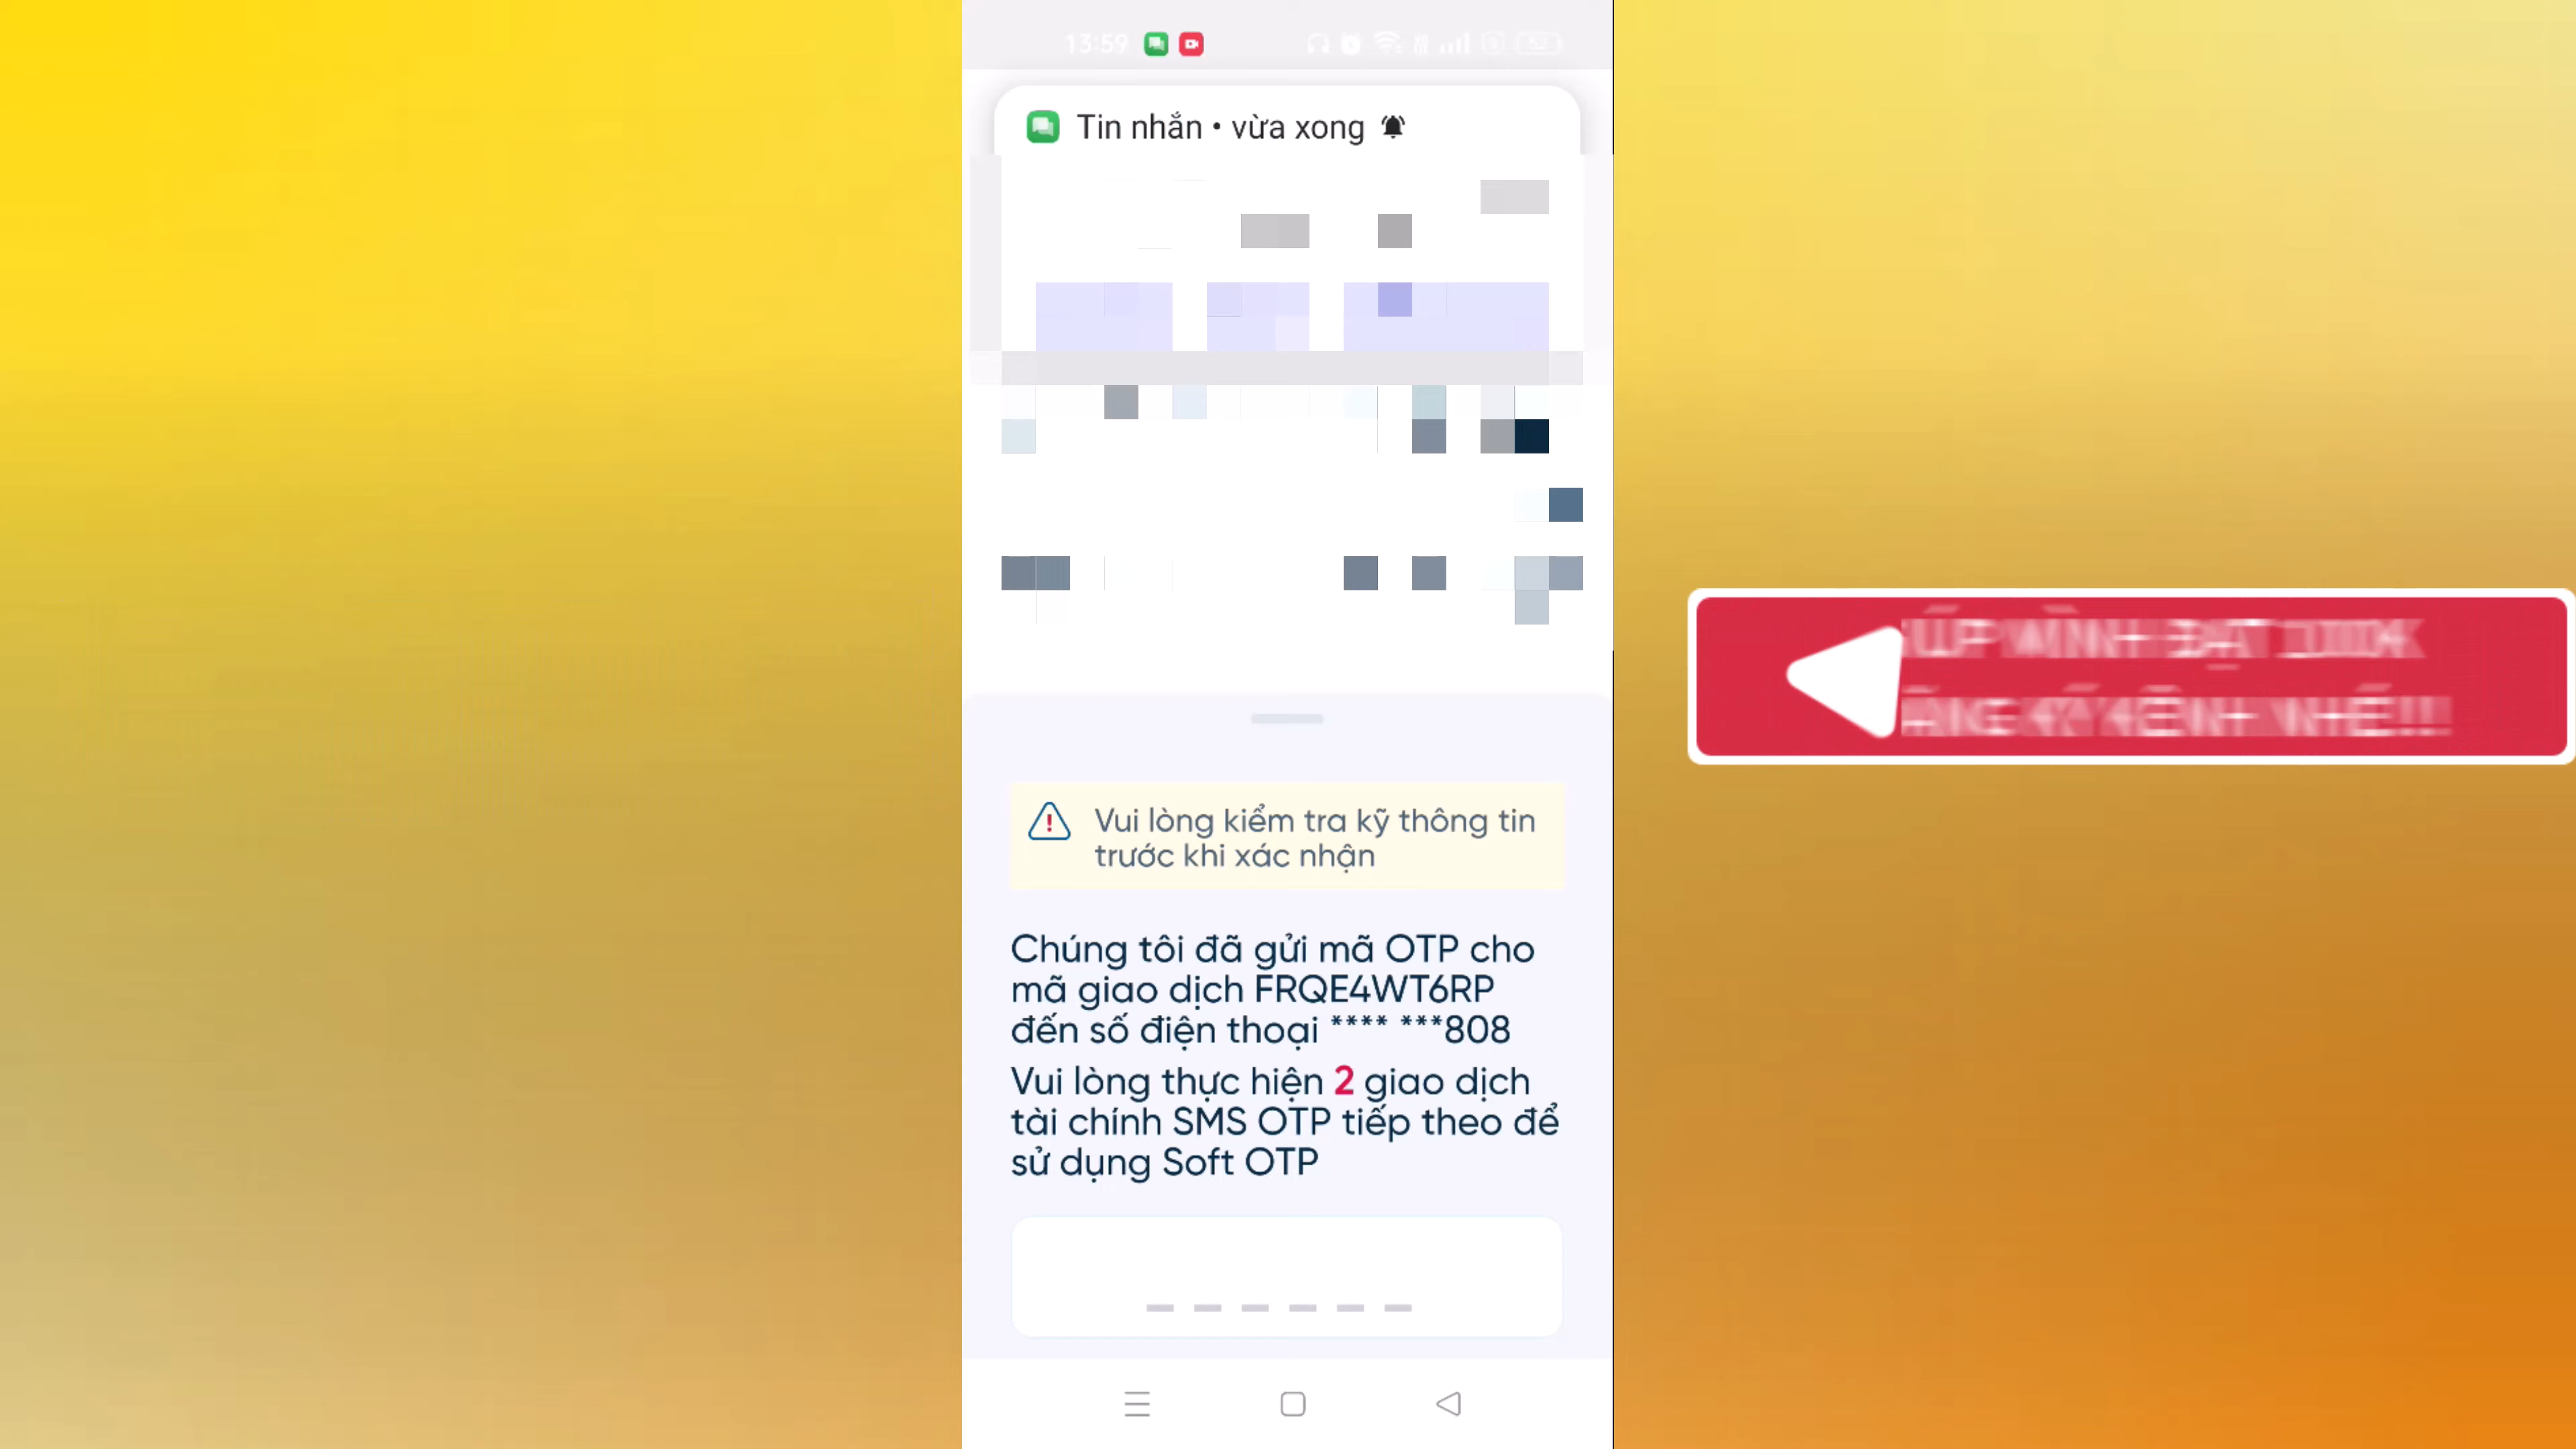 13:59
Tin nhắn • vừa xong
Vui lòng kiểm tra kỹ thông tin
trước khi xác nhận
Chúng tôi đã gửi mã OTP cho
mã giao dịch FRQE4WT6RP
đến số điện thoại **** ***808
Vui lòng thực hiện 2 giao dịch
tài chính SMS OTP tiếp theo để
sử dụng Soft OTP